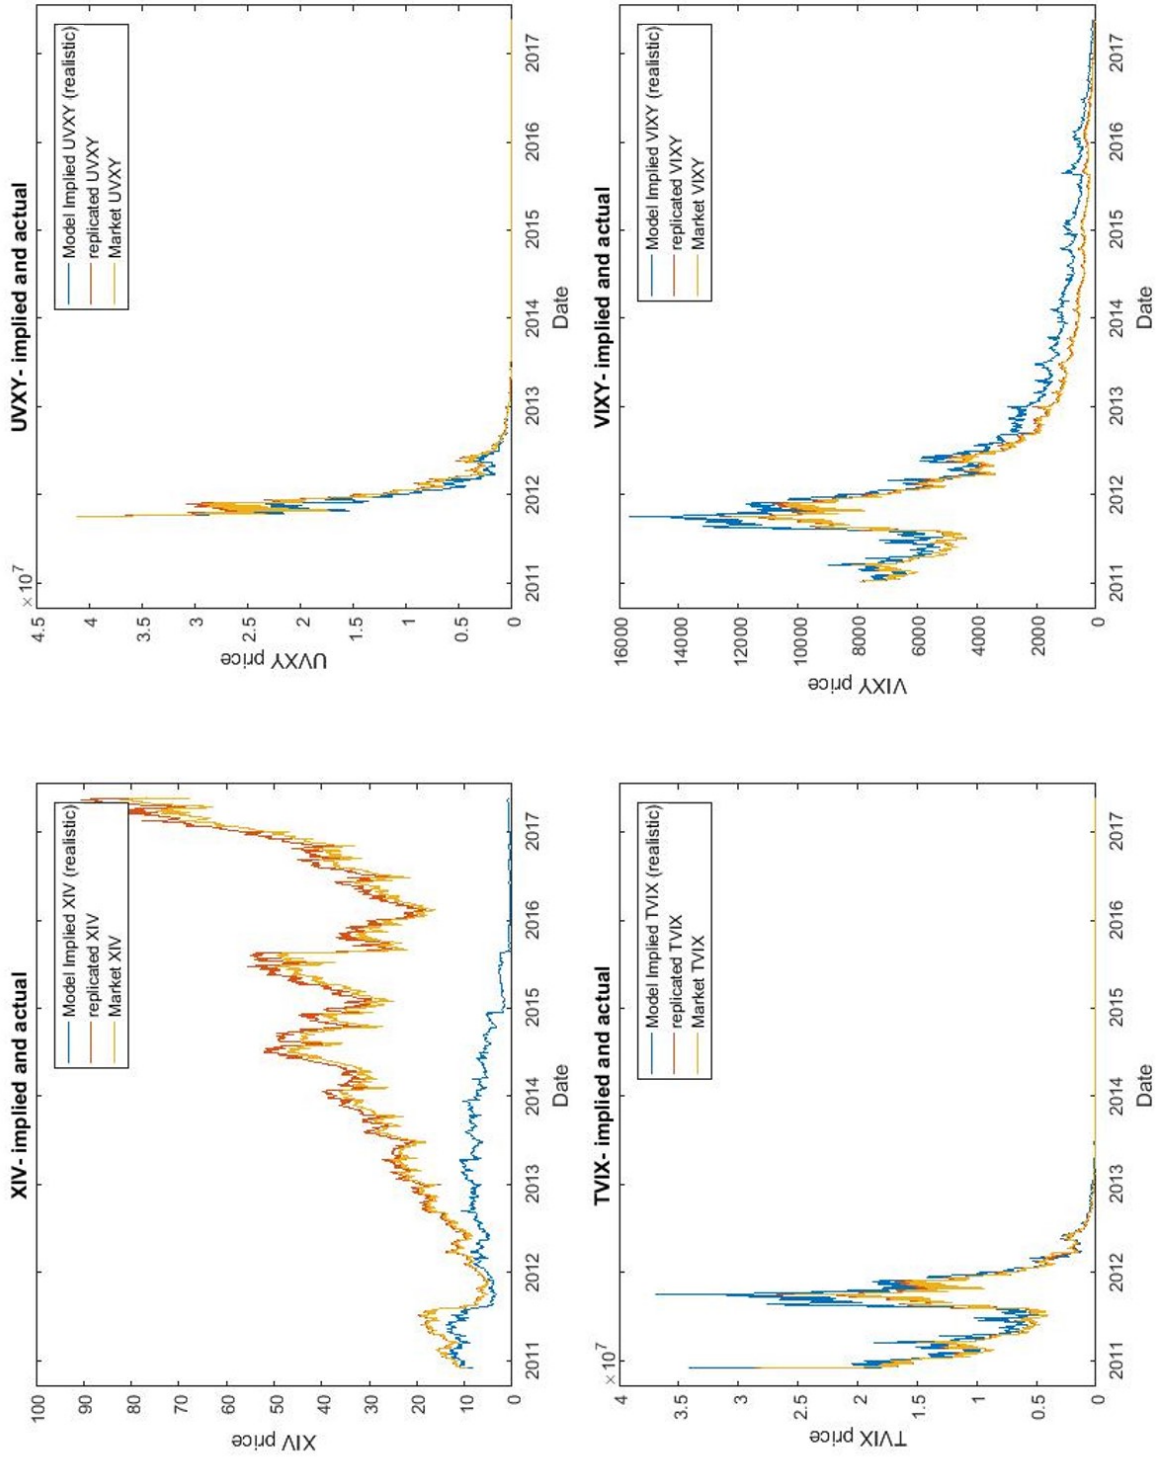 XIV- implied and actual
Model Implied XIV (realistic)
replicated XIV
Market XIV
100
90
80
70
60
50
40
30
20
10
0
XIV price
2011
2012
2013
2014
2015
2016
2017
Date
UVXY- implied and actual
×10^7
Model Implied UVXY (realistic)
replicated UVXY
Market UVXY
4.5
4
3.5
3
2.5
2
1.5
1
0.5
0
UVXY price
2011
2012
2013
2014
2015
2016
2017
Date
TVIX- implied and actual
×10^7
Model Implied TVIX (realistic)
replicated TVIX
Market TVIX
4
3.5
3
2.5
2
1.5
1
0.5
0
TVIX price
2011
2012
2013
2014
2015
2016
2017
Date
VIXY- implied and actual
Model Implied VIXY (realistic)
replicated VIXY
Market VIXY
16000
14000
12000
10000
8000
6000
4000
2000
0
VIXY price
2011
2012
2013
2014
2015
2016
2017
Date